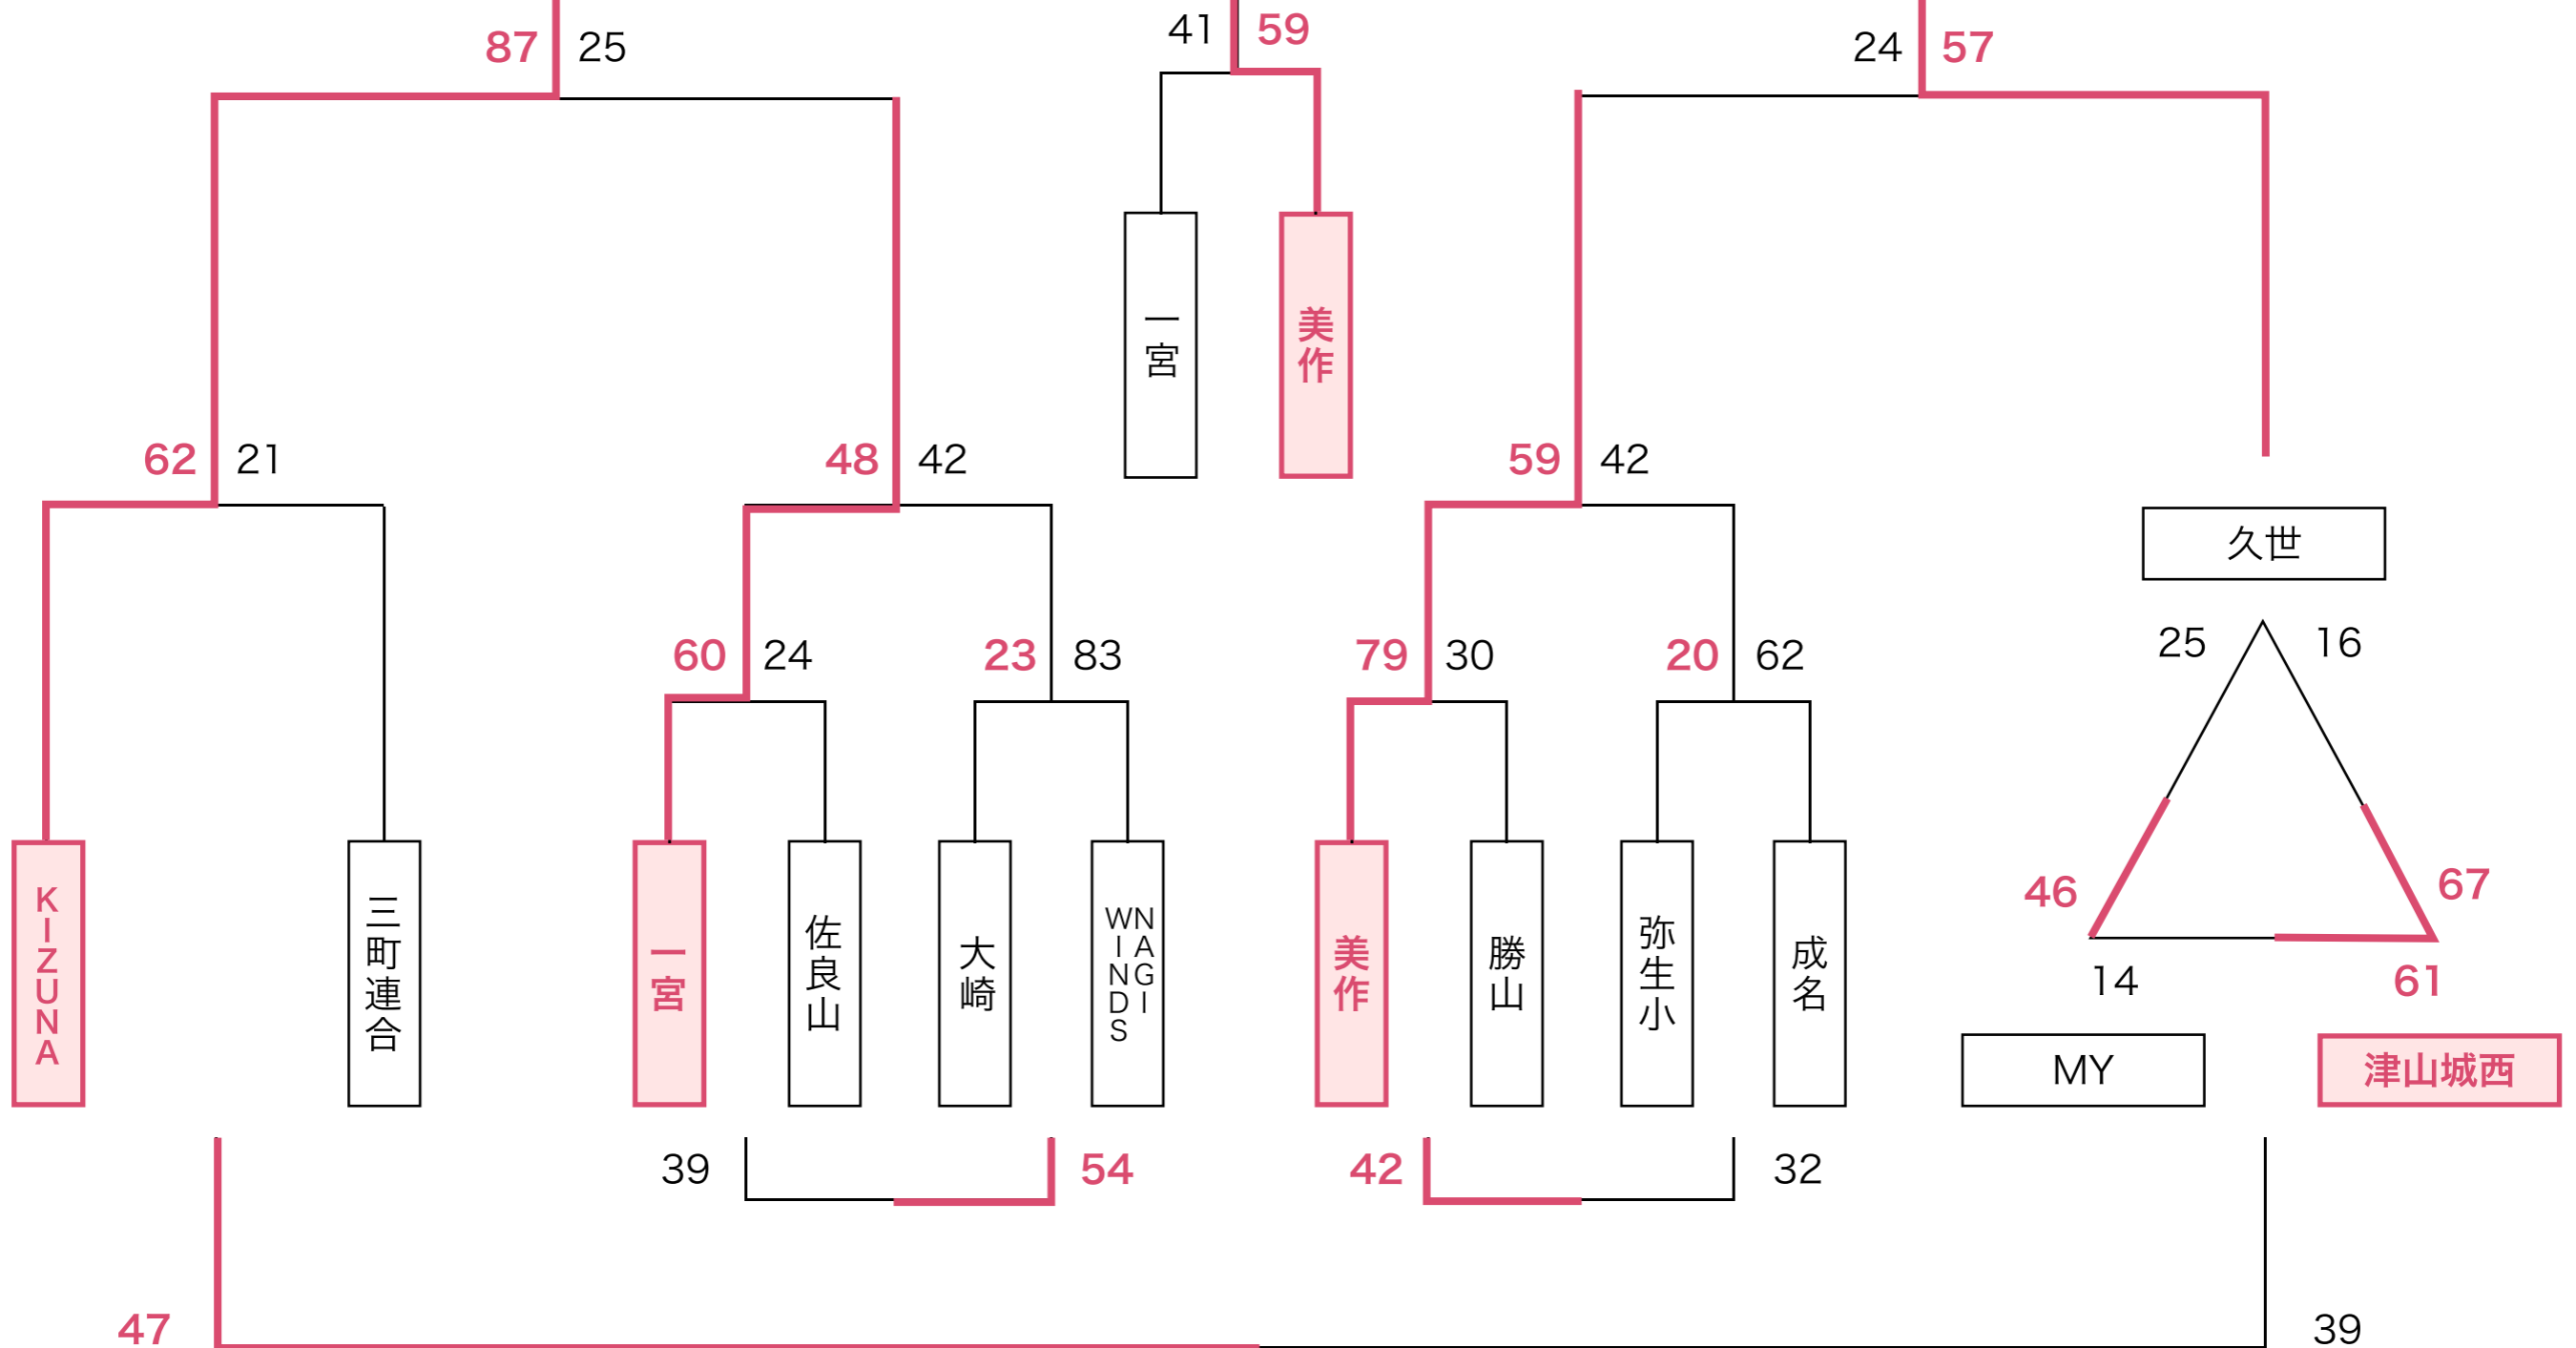 87 25
41 59
24 57
一宮
美作
62 21
48 42
59 42
久世
60 24
23 83
79 30
20 62
25 16
46
67
14
61
KIZUNA
三町連合
一宮
佐良山
大崎
NAGI
WINDS
美作
勝山
弥生小
成名
MY
津山城西
39 54
42 32
47 39